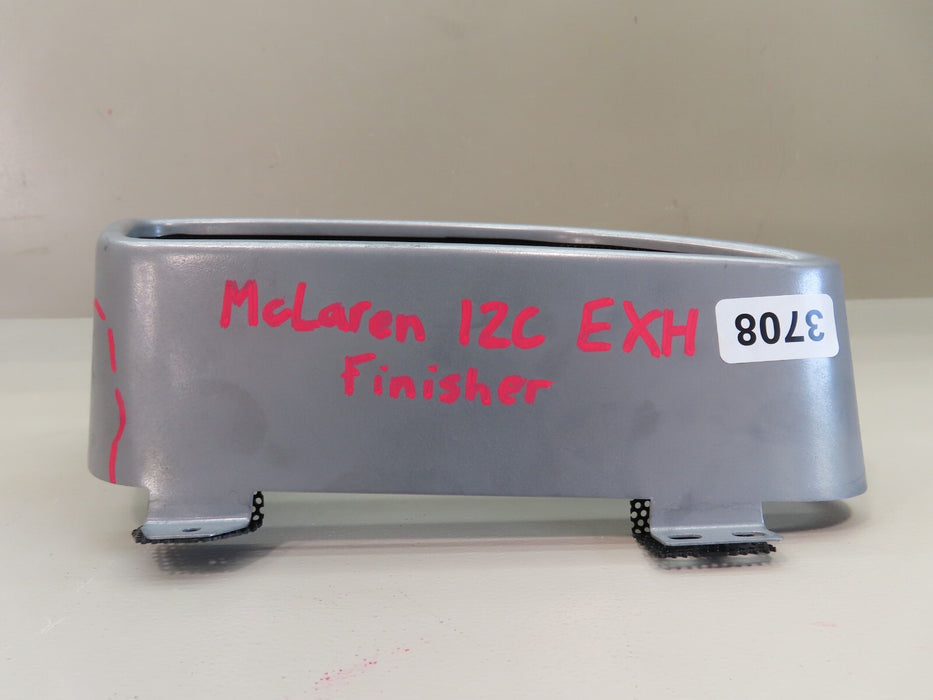 McLaren 12C EXH
Finisher
3708